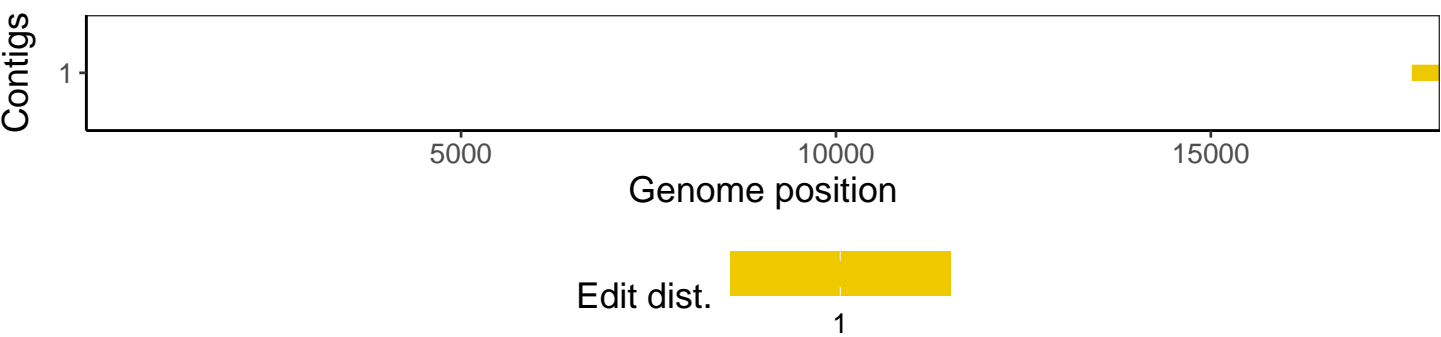 Contigs
1
5000 10000 15000
Genome position
Edit dist.
1